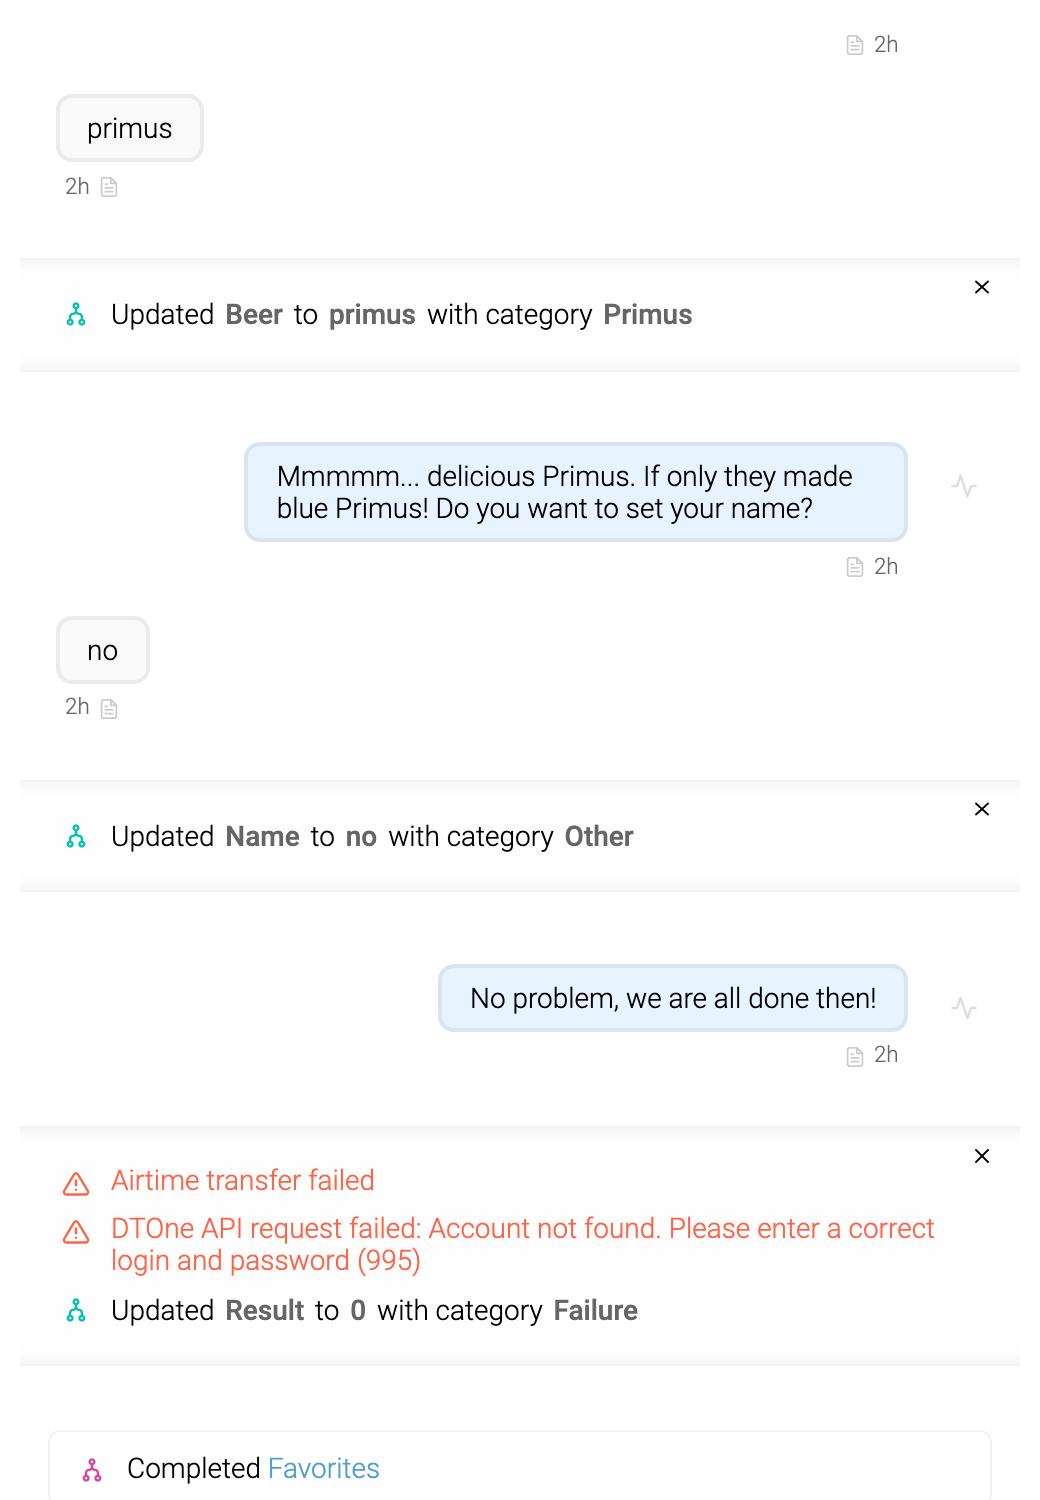 2h
primus
2h
Updated Beer to primus with category Primus
Mmmmm... delicious Primus. If only they made
blue Primus! Do you want to set your name?
2h
no
2h
Updated Name to no with category Other
No problem, we are all done then!
2h
Airtime transfer failed
DTOne API request failed: Account not found. Please enter a correct
login and password (995)
Updated Result to 0 with category Failure
Completed Favorites